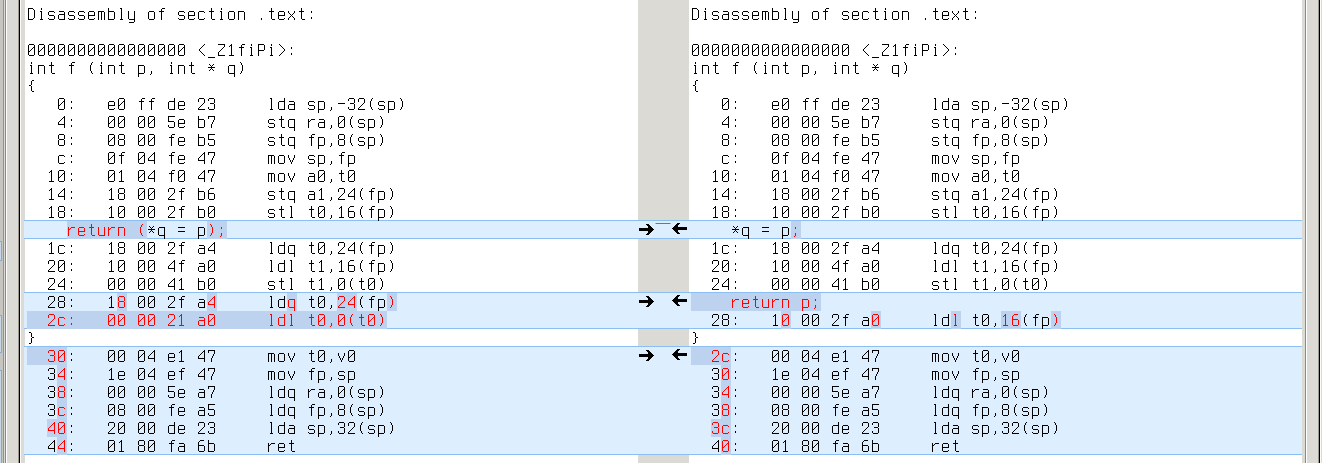 Disassembly of section .text:
0000000000000000 <_Z1fiPi>:
int f (int p, int * q)
{
0: e0 ff de 23 lda sp,-32(sp)
4: 00 00 5e b7 stq ra,0(sp)
8: 08 00 fe b5 stq fp,8(sp)
c: 0f 04 fe 47 mov sp,fp
10: 01 04 f0 47 mov a0,t0
14: 18 00 2f b6 stq a1,24(fp)
18: 10 00 2f b0 stl t0,16(fp)
return (*q = p);
1c: 18 00 2f a4 ldq t0,24(fp)
20: 10 00 4f a0 ldl t1,16(fp)
24: 00 00 41 b0 stl t1,0(t0)
28: 18 00 2f a4 ldq t0,24(fp)
2c: 00 00 21 a0 ldl t0,0(t0)
}
30: 00 04 e1 47 mov t0,v0
34: 1e 04 ef 47 mov fp,sp
38: 00 00 5e a7 ldq ra,0(sp)
3c: 08 00 fe a5 ldq fp,8(sp)
40: 20 00 de 23 lda sp,32(sp)
44: 01 80 fa 6b ret
Disassembly of section .text:
0000000000000000 <_Z1fiPi>:
int f (int p, int * q)
{
0: e0 ff de 23 lda sp,-32(sp)
4: 00 00 5e b7 stq ra,0(sp)
8: 08 00 fe b5 stq fp,8(sp)
c: 0f 04 fe 47 mov sp,fp
10: 01 04 f0 47 mov a0,t0
14: 18 00 2f b6 stq a1,24(fp)
18: 10 00 2f b0 stl t0,16(fp)
*q = p;
1c: 18 00 2f a4 ldq t0,24(fp)
20: 10 00 4f a0 ldl t1,16(fp)
24: 00 00 41 b0 stl t1,0(t0)
return p;
28: 10 00 2f a0 ldl t0,16(fp)
}
2c: 00 04 e1 47 mov t0,v0
30: 1e 04 ef 47 mov fp,sp
34: 00 00 5e a7 ldq ra,0(sp)
38: 08 00 fe a5 ldq fp,8(sp)
3c: 20 00 de 23 lda sp,32(sp)
40: 01 80 fa 6b ret